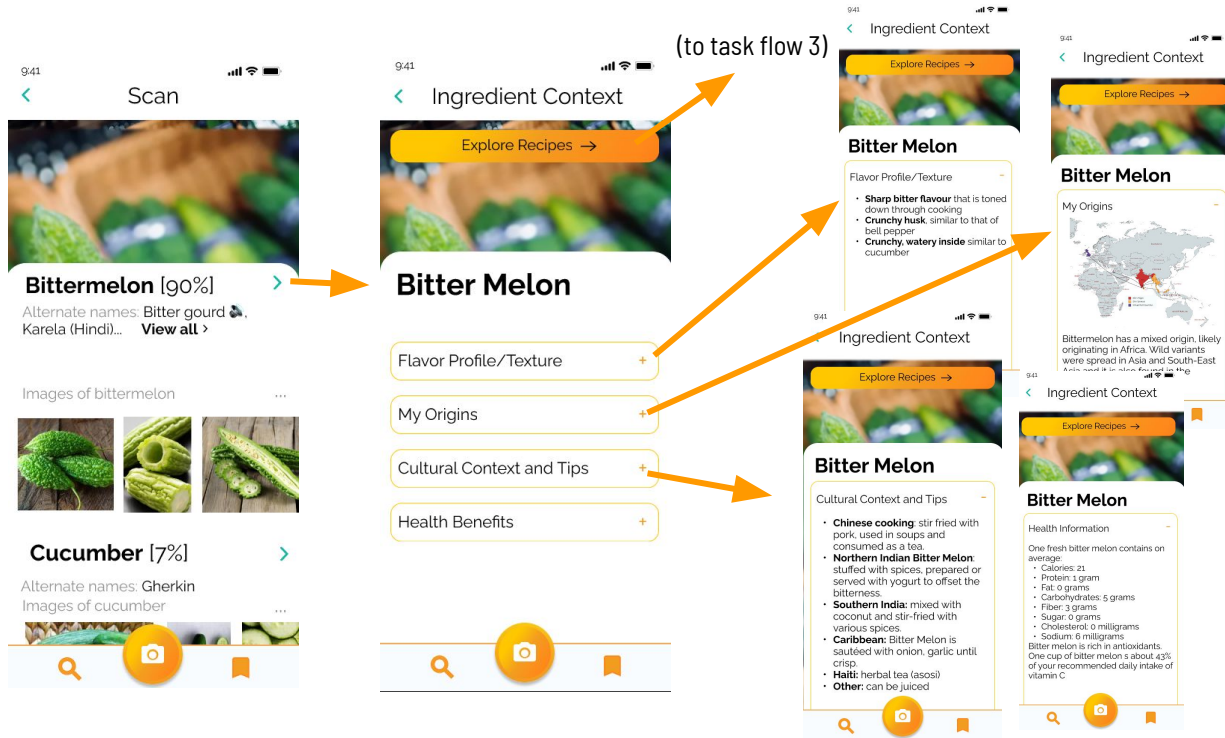 9:41
Scan
Bittermelon [90%]
Alternate names: Bitter gourd 🔊,
Karela (Hindi)... View all >
Images of bittermelon
...
Cucumber [7%]
Alternate names: Gherkin
Images of cucumber
...
9:41
Ingredient Context
Explore Recipes →
Bitter Melon
Flavor Profile/Texture +
My Origins +
Cultural Context and Tips +
Health Benefits +
(to task flow 3)
9:41
Ingredient Context
Explore Recipes →
Bitter Melon
Flavor Profile/Texture –
• Sharp bitter flavour that is toned
down through cooking
• Crunchy husk, similar to that of
bell pepper
• Crunchy, watery inside similar to
cucumber
9:41
Ingredient Context
Explore Recipes →
Bitter Melon
My Origins –
Bittermelon has a mixed origin, likely
originating in Africa. Wild variants
were spread in Asia and South-East
Asia and it is also found in the
9:41
Ingredient Context
Explore Recipes →
Bitter Melon
Cultural Context and Tips –
• Chinese cooking: stir fried with
pork, used in soups and
consumed as a tea.
• Northern Indian Bitter Melon:
stuffed with spices, prepared or
served with yogurt to offset the
bitterness.
• Southern India: mixed with
coconut and stir-fried with
various spices.
• Caribbean: Bitter Melon is
sautéed with onion, garlic until
crisp.
• Haiti: herbal tea (asosi)
• Other: can be juiced
9:41
Ingredient Context
Explore Recipes →
Bitter Melon
Health Information –
One fresh bitter melon contains on
average:
• Calories: 21
• Protein: 1 gram
• Fat: 0 grams
• Carbohydrates: 5 grams
• Fiber: 3 grams
• Sugar: 0 grams
• Cholesterol: 0 milligrams
• Sodium: 6 milligrams
Bitter melon is rich in antioxidants.
One cup of bitter melon s about 43%
of your recommended daily intake of
vitamin C